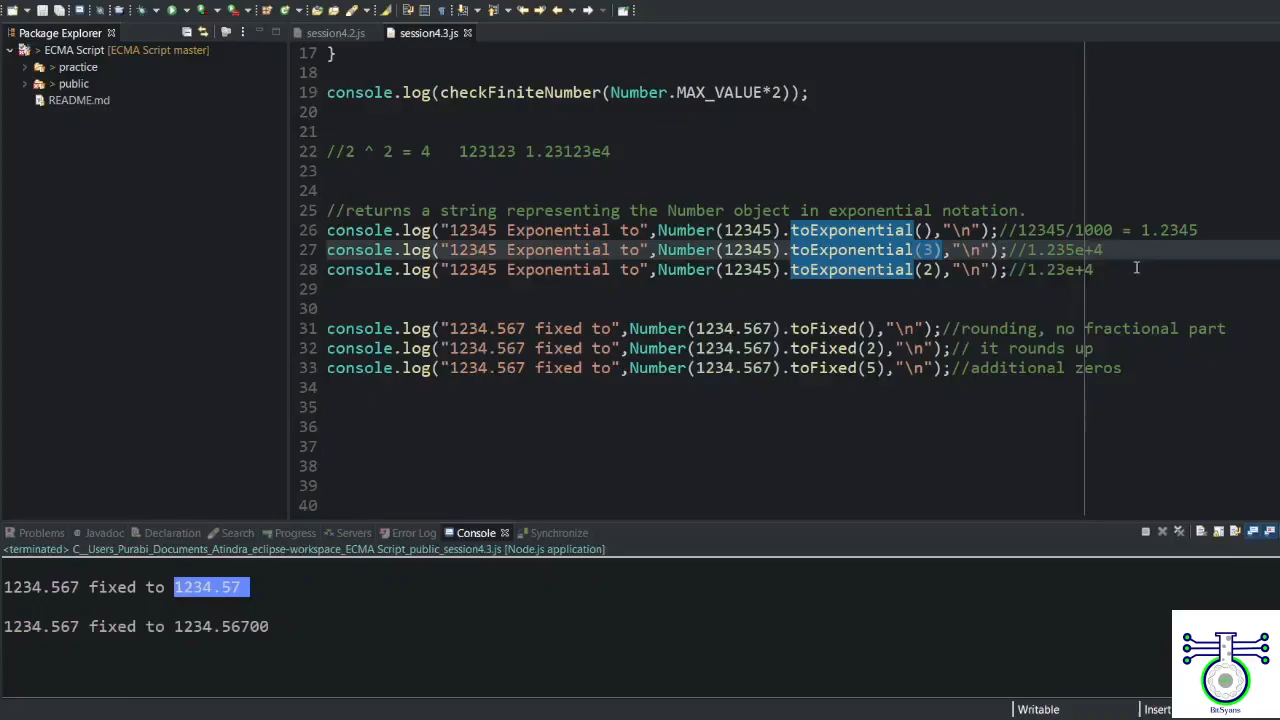 Package Explorer
session4.2.js
session4.3.js
> ECMA Script [ECMA Script master]
> practice
> public
README.md
17 }
18
19 console.log(checkFiniteNumber(Number.MAX_VALUE*2));
20
21
22 //2 ^ 2 = 4   123123 1.23123e4
23
24
25 //returns a string representing the Number object in exponential notation.
26 console.log("12345 Exponential to",Number(12345).toExponential(),"\n");//12345/1000 = 1.2345
27 console.log("12345 Exponential to",Number(12345).toExponential(3),"\n");//1.235e+4
28 console.log("12345 Exponential to",Number(12345).toExponential(2),"\n");//1.23e+4
29
30
31 console.log("1234.567 fixed to",Number(1234.567).toFixed(),"\n");//rounding, no fractional part
32 console.log("1234.567 fixed to",Number(1234.567).toFixed(2),"\n");// it rounds up
33 console.log("1234.567 fixed to",Number(1234.567).toFixed(5),"\n");//additional zeros
34
35
36
37
38
39
40
Problems Javadoc Declaration Search Progress Servers Error Log Console Synchronize
<terminated> C__Users_Purabi_Documents_Atindra_eclipse-workspace_ECMA Script_public_session4.3.js [Node.js application]
1234.567 fixed to 1234.57
1234.567 fixed to 1234.56700
BitSyans
Writable
Insert